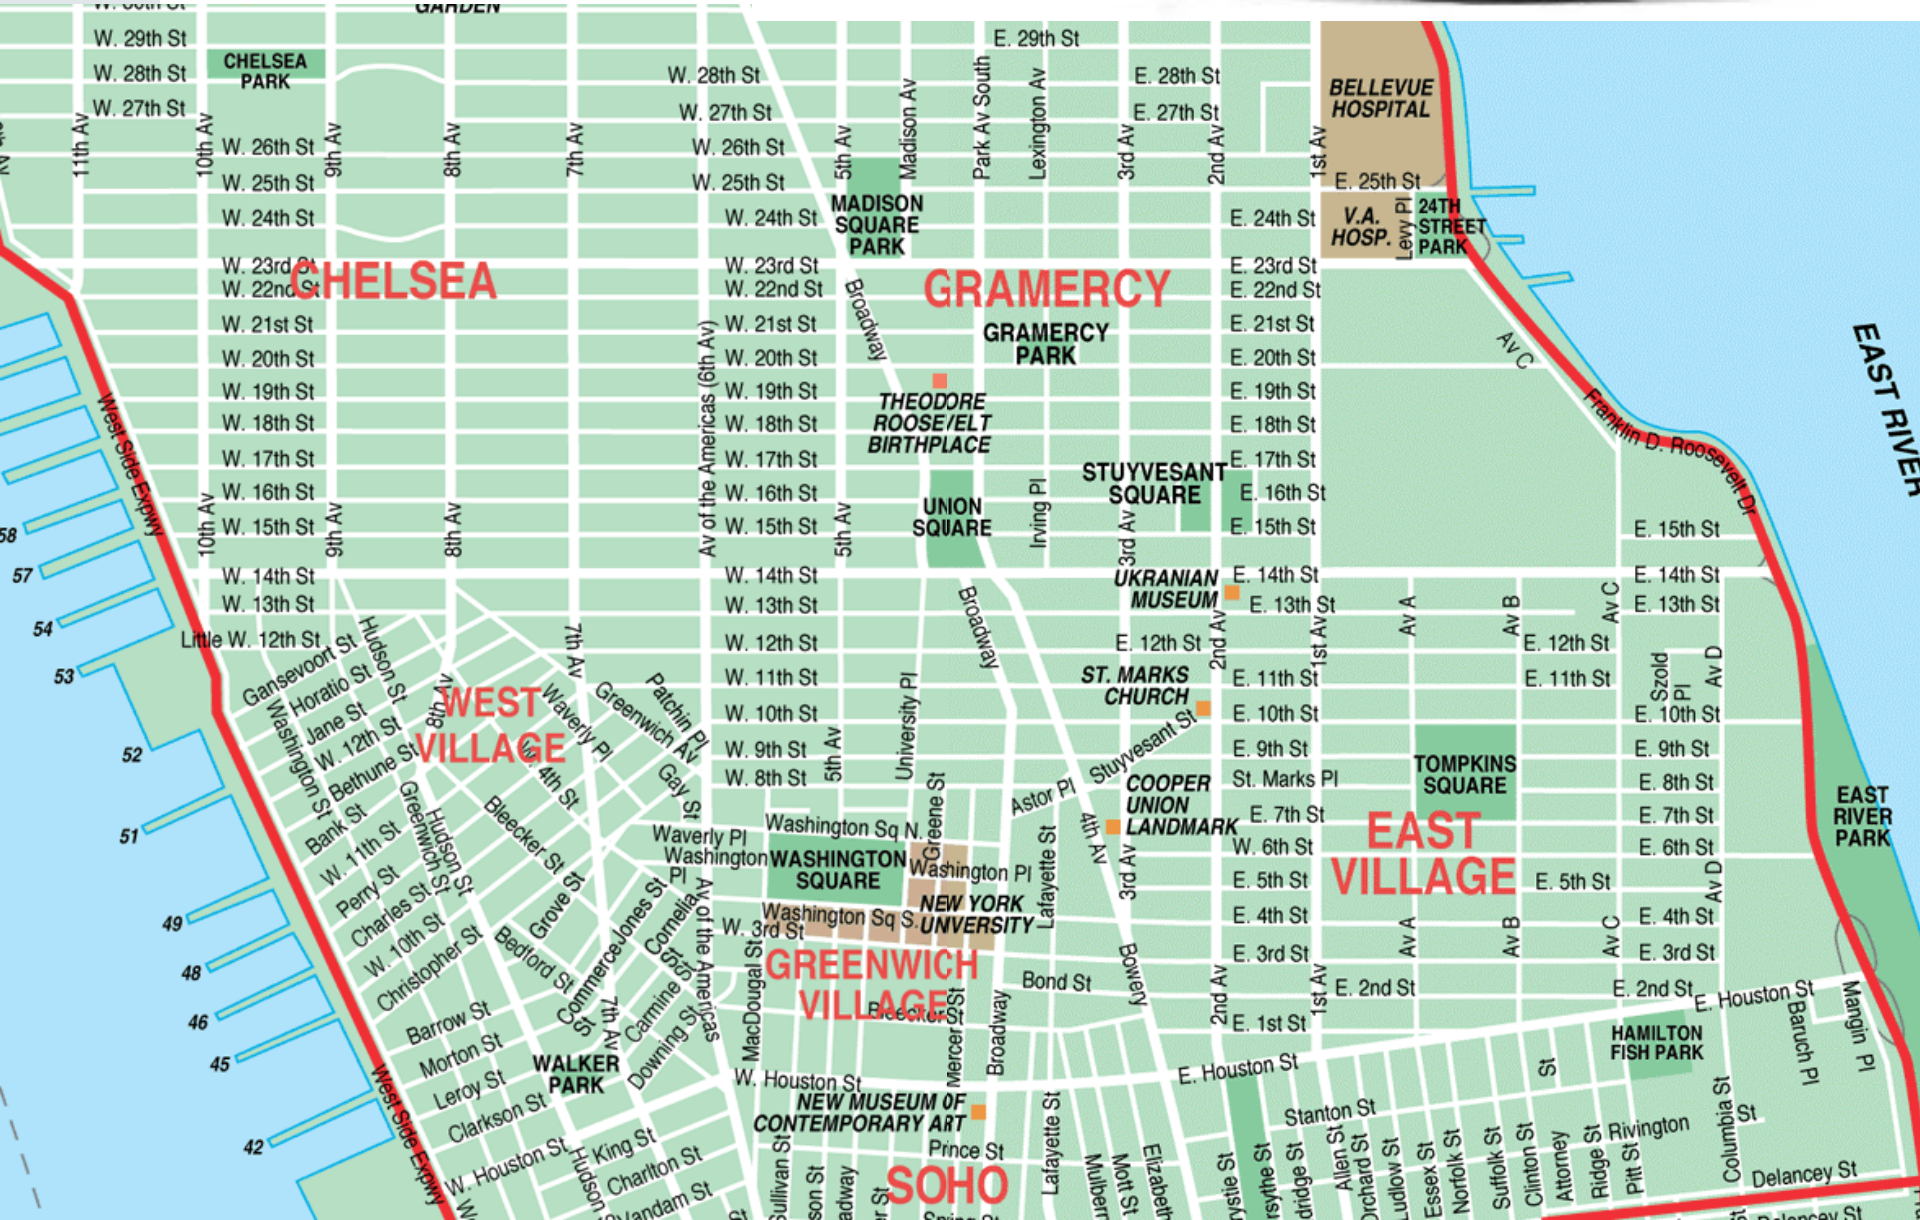 GARDEN
W. 29th St
CHELSEA
PARK
W. 28th St
W. 27th St
11th Av
10th Av
W. 26th St
9th Av
8th Av
7th Av
W. 25th St
W. 24th St
W. 23rd St
W. 22nd St
CHELSEA
W. 21st St
W. 20th St
W. 19th St
W. 18th St
W. 17th St
W. 16th St
W. 15th St
W. 14th St
W. 13th St
Little W. 12th St
10th Av
9th Av
8th Av
West Side Expwy
W. 28th St
W. 27th St
W. 26th St
W. 25th St
W. 24th St
W. 23rd St
W. 22nd St
W. 21st St
W. 20th St
W. 19th St
W. 18th St
W. 17th St
W. 16th St
W. 15th St
W. 14th St
W. 13th St
W. 12th St
W. 11th St
W. 10th St
W. 9th St
W. 8th St
Av of the Americas (6th Av)
5th Av
Madison Av
Park Av South
Lexington Av
3rd Av
2nd Av
1st Av
MADISON
SQUARE
PARK
Broadway
E. 29th St
E. 28th St
E. 27th St
BELLEVUE
HOSPITAL
E. 25th St
V.A.
HOSP.
Levy Pl
24TH
STREET
PARK
E. 24th St
E. 23rd St
E. 22nd St
E. 21st St
E. 20th St
E. 19th St
E. 18th St
E. 17th St
E. 16th St
E. 15th St
E. 14th St
E. 13th St
E. 12th St
E. 11th St
E. 10th St
E. 9th St
St. Marks Pl
E. 7th St
W. 6th St
E. 5th St
E. 4th St
E. 3rd St
E. 2nd St
E. 1st St
GRAMERCY
GRAMERCY
PARK
THEODORE
ROOSEVELT
BIRTHPLACE
UNION
SQUARE
Irving Pl
STUYVESANT
SQUARE
3rd Av
5th Av
Av C
Franklin D. Roosevelt Dr
EAST RIVER
E. 15th St
E. 14th St
E. 13th St
E. 12th St
E. 11th St
E. 10th St
E. 9th St
E. 8th St
E. 7th St
E. 6th St
E. 5th St
E. 4th St
E. 3rd St
E. 2nd St
UKRANIAN
MUSEUM
2nd Av
1st Av
Av A
Av B
Av C
Szold
Pl
Av D
ST. MARKS
CHURCH
Stuyvesant St
Astor Pl
COOPER
UNION
LANDMARK
4th Av
3rd Av
TOMPKINS
SQUARE
EAST
VILLAGE
EAST
RIVER
PARK
Av A
Av B
Av C
Av D
58
57
54
53
52
51
49
48
46
45
42
Gansevoort St
Horatio St
Jane St
W. 12th St
Bethune St
Bank St
W. 11th St
Perry St
Charles St
W. 10th St
Christopher St
Barrow St
Morton St
Leroy St
Clarkson St
W. Houston St
King St
Charlton St
Vandam St
Washington St
Hudson St
Greenwich St
Hudson St
Hudson
8th Av
WEST
VILLAGE
7th Av
Waverly Pl
Greenwich Av
Patchin Pl
Gay St
W. 4th St
Bleecker St
Grove St
Bedford St
Commerce
St
Jones St
Cornelia
St
Carmine St
Downing St
7th Av
WALKER
PARK
West Side Expwy
5th Av
University Pl
Broadway
Greene St
Washington Sq N.
Waverly Pl
Washington
Pl
WASHINGTON
SQUARE
Washington Pl
NEW YORK
UNVERSITY
Washington Sq S.
W. 3rd St
Av of the Americas
GREENWICH
VILLAGE
Bleecker St
MacDougal St
Mercer St
Broadway
Lafayette St
Bond St
Bowery
2nd Av
1st Av
E. 2nd St
W. Houston St
E. Houston St
E. Houston St
NEW MUSEUM OF
CONTEMPORARY ART
Prince St
SOHO
Sullivan St
Lafayette St
Mott St
Elizabeth
Stanton St
Allen St
Ludlow St
Essex St
Norfolk St
Suffolk St
Clinton St
Attorney
St
Ridge St
Pitt St
Rivington
St
Columbia St
Delancey St
HAMILTON
FISH PARK
Baruch Pl
Mangin Pl